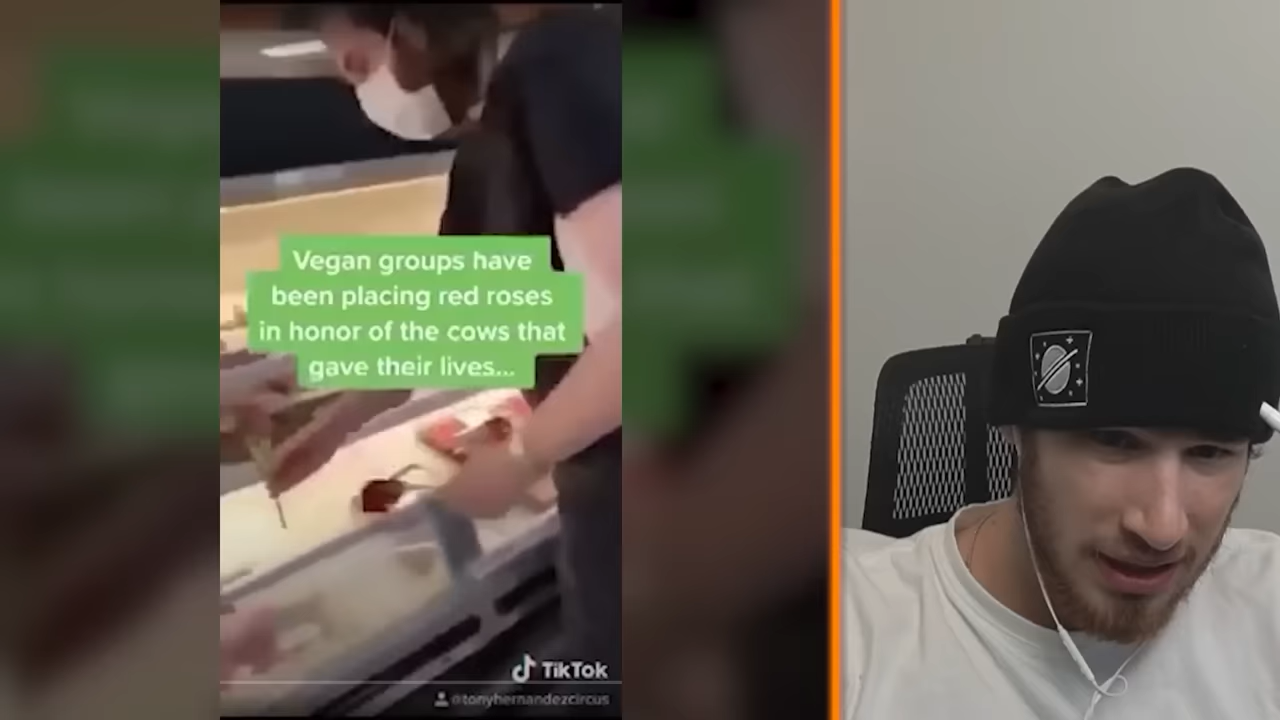 Vegan groups have
been placing red roses
in honor of the cows that
gave their lives...
TikTok
@tonyhernandezcircus